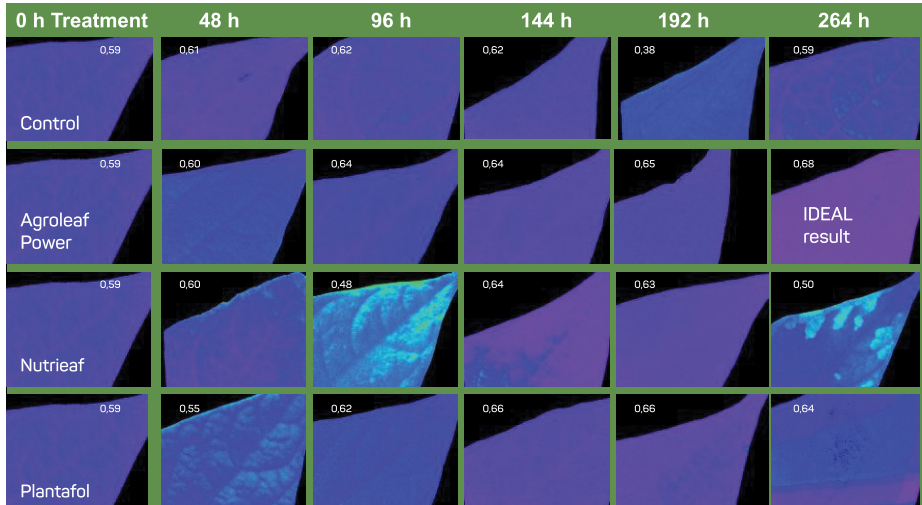 0 h Treatment 48 h 96 h 144 h 192 h 264 h
0,59 0,61 0,62 0,62 0,38 0,59
Control
0,59 0,60 0,64 0,64 0,65 0,68
Agroleaf
Power
IDEAL
result
0,59 0,60 0,48 0,64 0,63 0,50
Nutrieaf
0,59 0,55 0,62 0,66 0,66 0,64
Plantafol